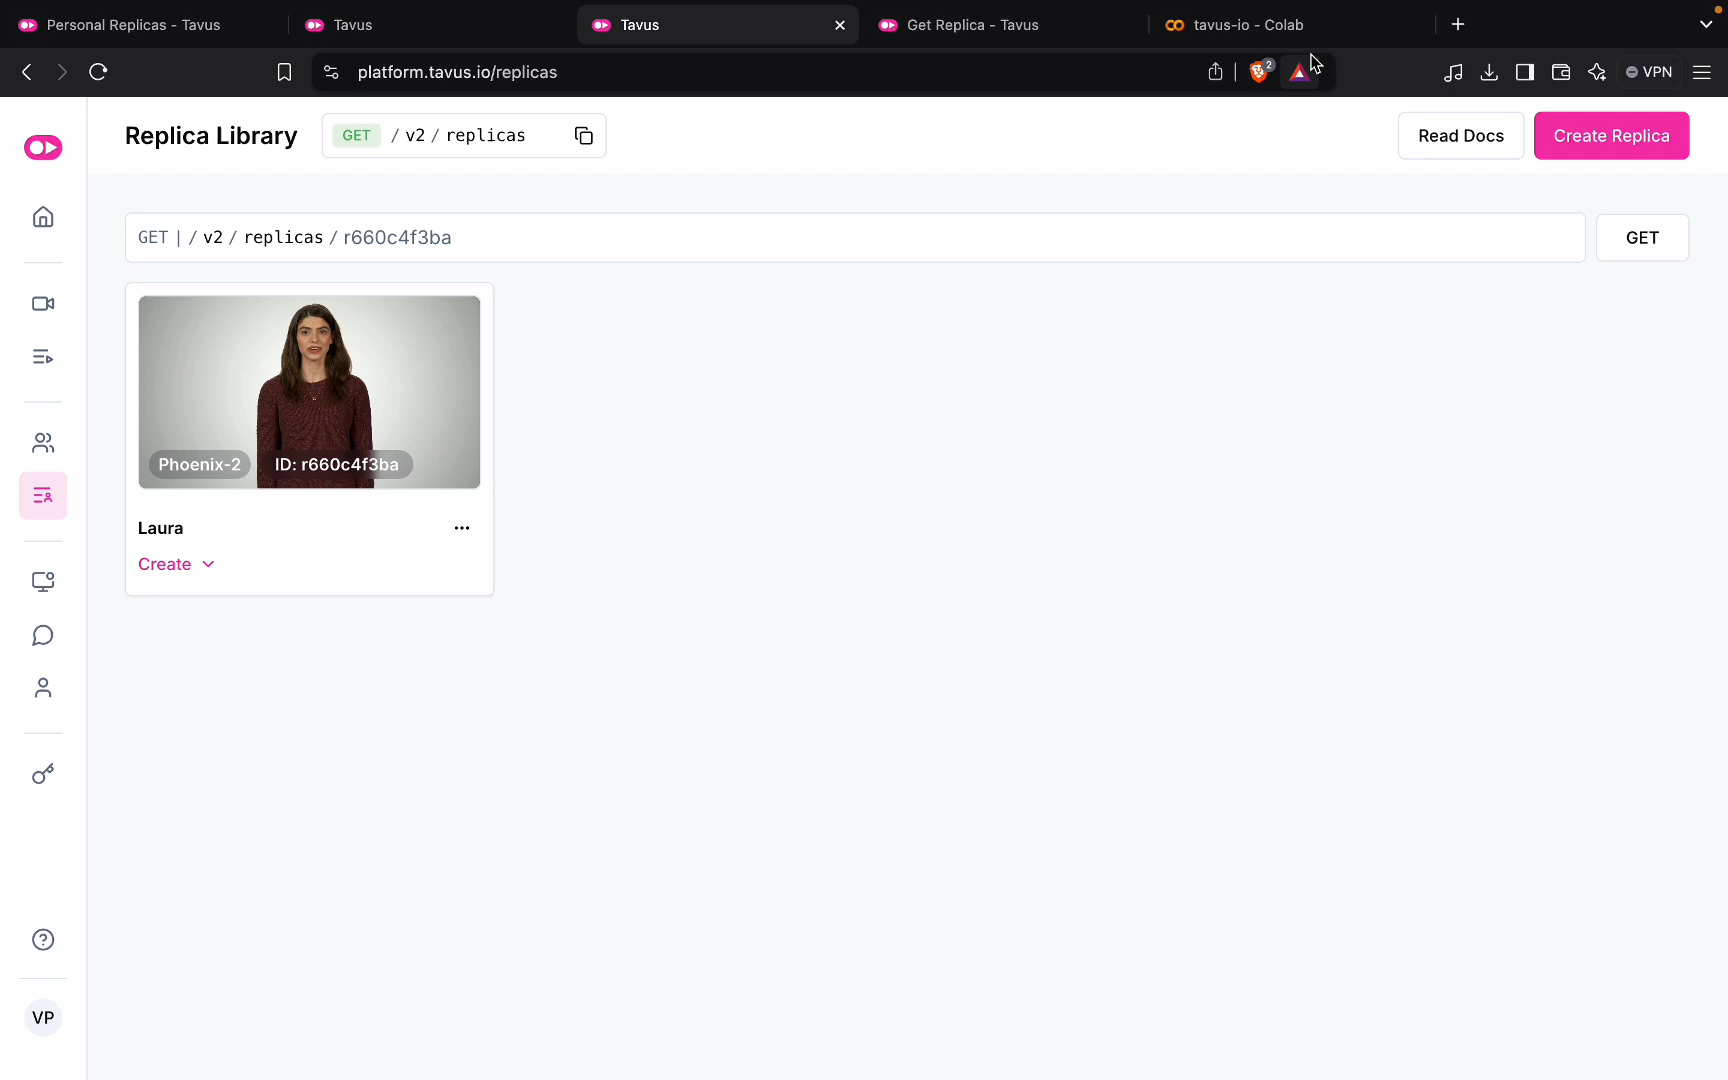 Personal Replicas - Tavus
Tavus
Tavus
Get Replica - Tavus
tavus-io - Colab
platform.tavus.io/replicas
2
VPN
Replica Library
GET / v2 / replicas
Read Docs
Create Replica
GET | / v2 / replicas / r660c4f3ba
GET
Phoenix-2
ID: r660c4f3ba
Laura
Create
VP